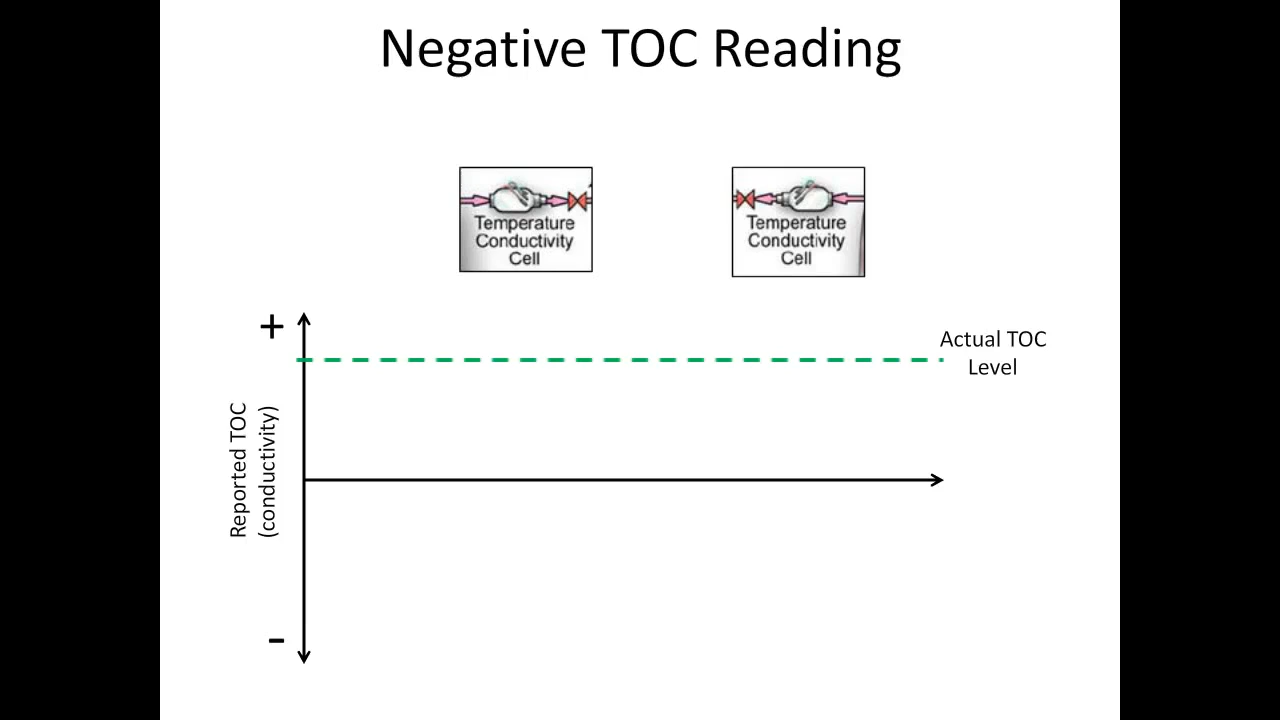 Negative TOC Reading
Temperature
Conductivity
Cell
Temperature
Conductivity
Cell
+
Actual TOC
Level
Reported TOC
(conductivity)
-